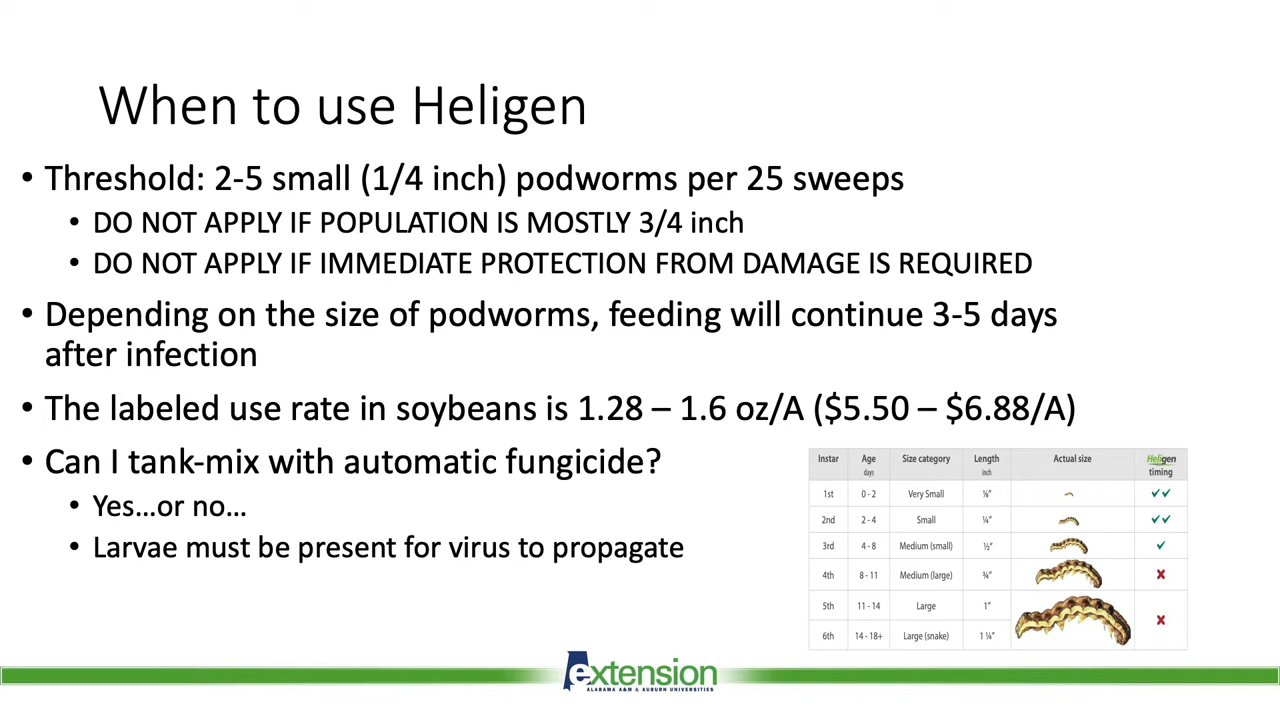 When to use Heligen
• Threshold: 2-5 small (1/4 inch) podworms per 25 sweeps
• DO NOT APPLY IF POPULATION IS MOSTLY 3/4 inch
• DO NOT APPLY IF IMMEDIATE PROTECTION FROM DAMAGE IS REQUIRED
• Depending on the size of podworms, feeding will continue 3-5 days
after infection
• The labeled use rate in soybeans is 1.28 – 1.6 oz/A ($5.50 – $6.88/A)
• Can I tank-mix with automatic fungicide?
• Yes…or no…
• Larvae must be present for virus to propagate
Instar Age days Size category Length inch Actual size Heligen timing
1st 0 - 2 Very Small ⅛" ✓✓
2nd 2 - 4 Small ¼" ✓✓
3rd 4 - 8 Medium (small) ½" ✓
4th 8 - 11 Medium (large) ¾" ✗
5th 11 - 14 Large 1" ✗
6th 14 - 18+ Large (snake) 1 ¼"
extension
ALABAMA A&M & AUBURN UNIVERSITIES